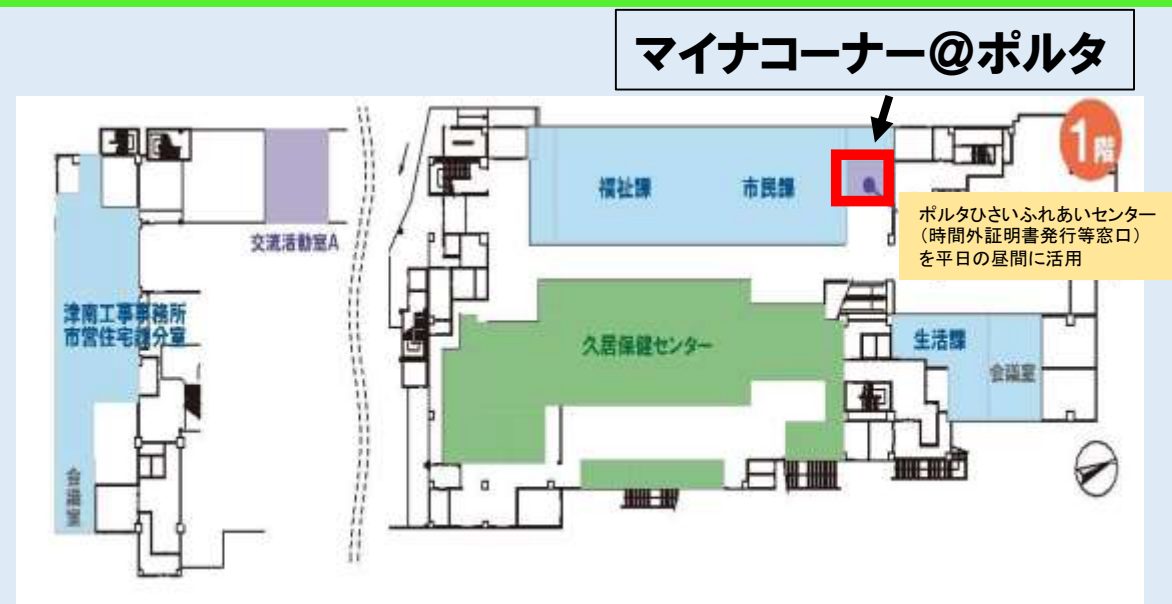 マイナコーナー@ポルタ
1階
福祉課
市民課
ポルタひさいふれあいセンター
（時間外証明書発行等窓口）
を平日の昼間に活用
交流活動室A
津南工事事務所
市営住宅課分室
久居保健センター
生活課
会議室
会議室